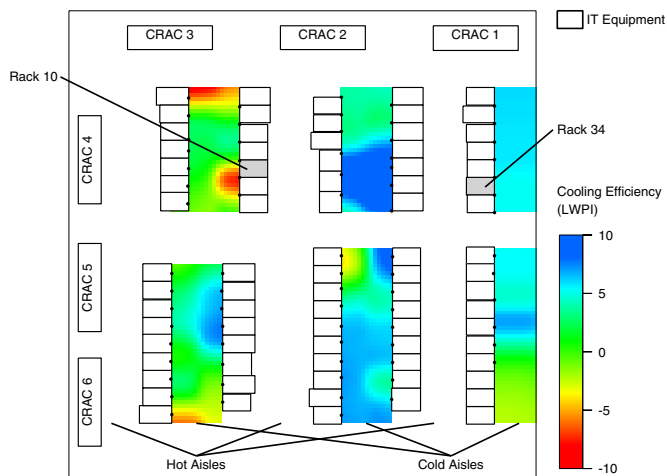 CRAC 3
CRAC 2
CRAC 1
IT Equipment
Rack 10
Rack 34
CRAC 4
Cooling Efficiency
(LWPI)
10
5
0
-5
-10
CRAC 5
CRAC 6
Hot Aisles
Cold Aisles